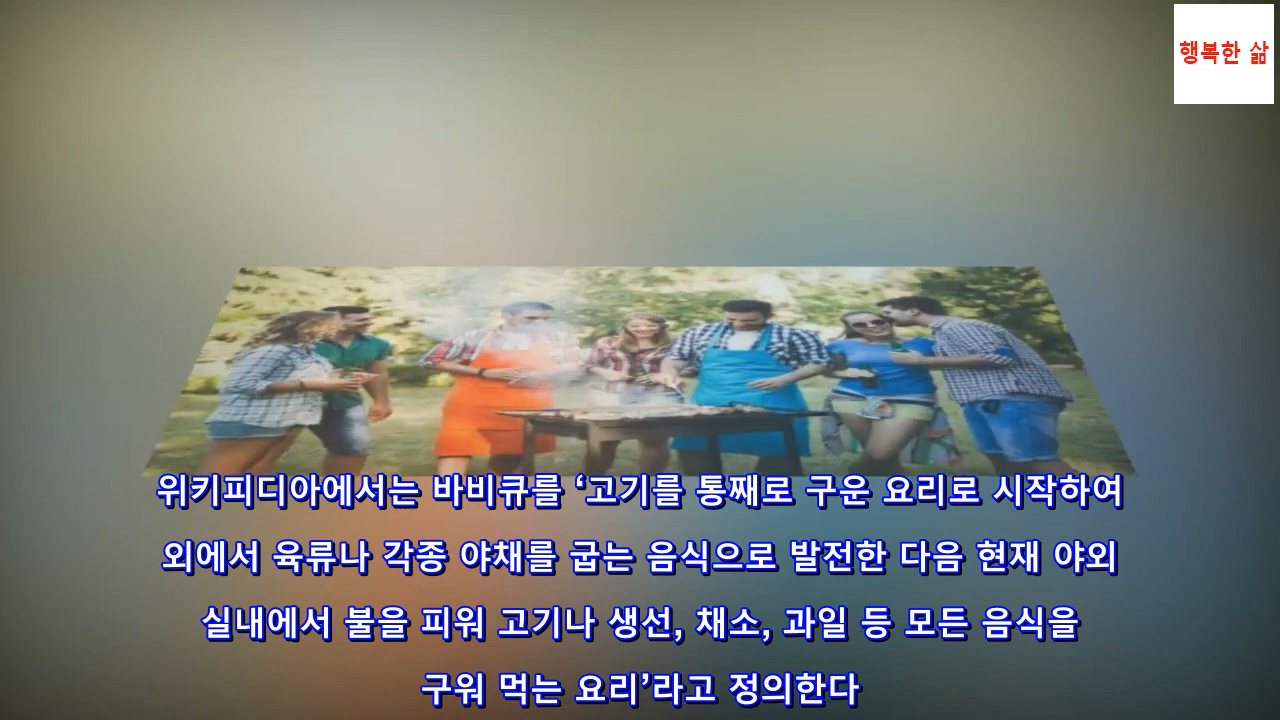 행복한 삶
위키피디아에서는 바비큐를 ‘고기를 통째로 구운 요리로 시작하여
외에서 육류나 각종 야채를 굽는 음식으로 발전한 다음 현재 야외
실내에서 불을 피워 고기나 생선, 채소, 과일 등 모든 음식을
구워 먹는 요리’라고 정의한다